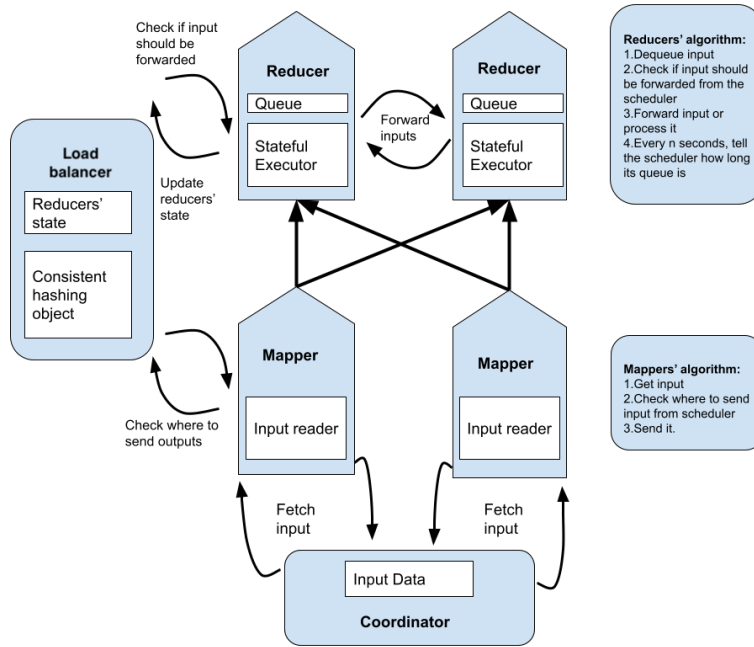 Check if input
should be
forwarded
Reducer
Queue
Stateful
Executor
Forward
inputs
Reducer
Queue
Stateful
Executor
Reducers' algorithm:
1.Dequeue input
2.Check if input should
be forwarded from the
scheduler
3.Forward input or
process it
4.Every n seconds, tell
the scheduler how long
its queue is
Load
balancer
Reducers'
state
Consistent
hashing
object
Update
reducers'
state
Check where to
send outputs
Mapper
Input reader
Mapper
Input reader
Mappers' algorithm:
1.Get input
2.Check where to send
input from scheduler
3.Send it.
Fetch
input
Fetch
input
Input Data
Coordinator